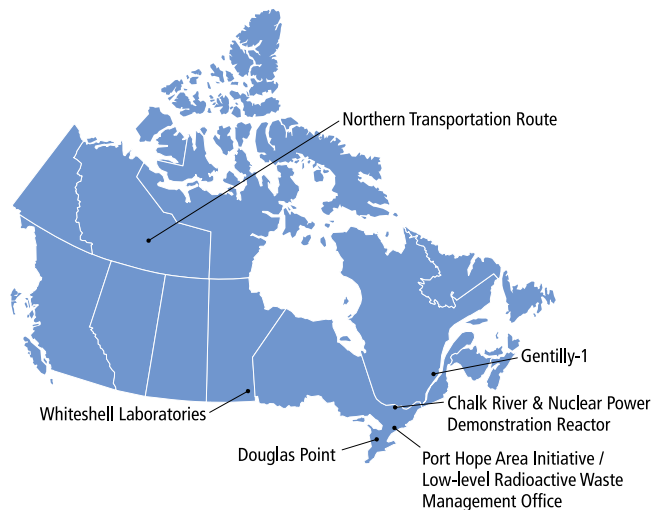 Northern Transportation Route
Gentilly-1
Whiteshell Laboratories
Chalk River & Nuclear Power
Demonstration Reactor
Douglas Point
Port Hope Area Initiative /
Low-level Radioactive Waste
Management Office